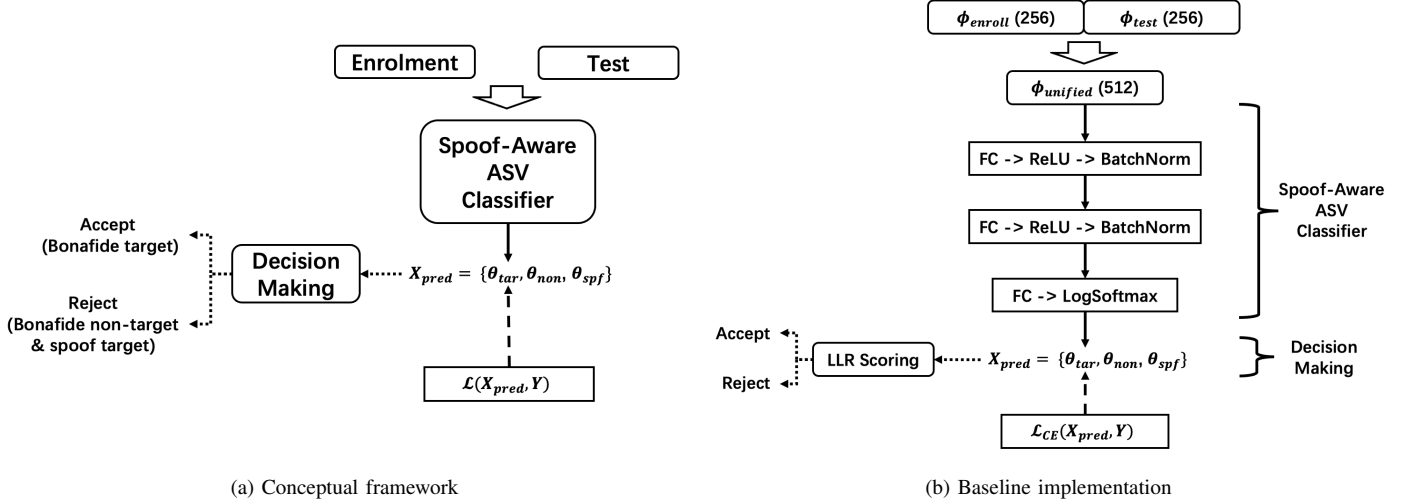 Enrolment
Test
Spoof-Aware
ASV
Classifier
Accept
(Bonafide target)
Decision
Making
X_pred = {θ_tar, θ_non, θ_spf}
Reject
(Bonafide non-target
& spoof target)
ℒ(X_pred, Y)
(a) Conceptual framework
ϕ_enroll (256)
ϕ_test (256)
ϕ_unified (512)
FC -> ReLU -> BatchNorm
FC -> ReLU -> BatchNorm
FC -> LogSoftmax
Spoof-Aware
ASV
Classifier
Accept
Reject
LLR Scoring
X_pred = {θ_tar, θ_non, θ_spf}
Decision
Making
ℒ_CE(X_pred, Y)
(b) Baseline implementation